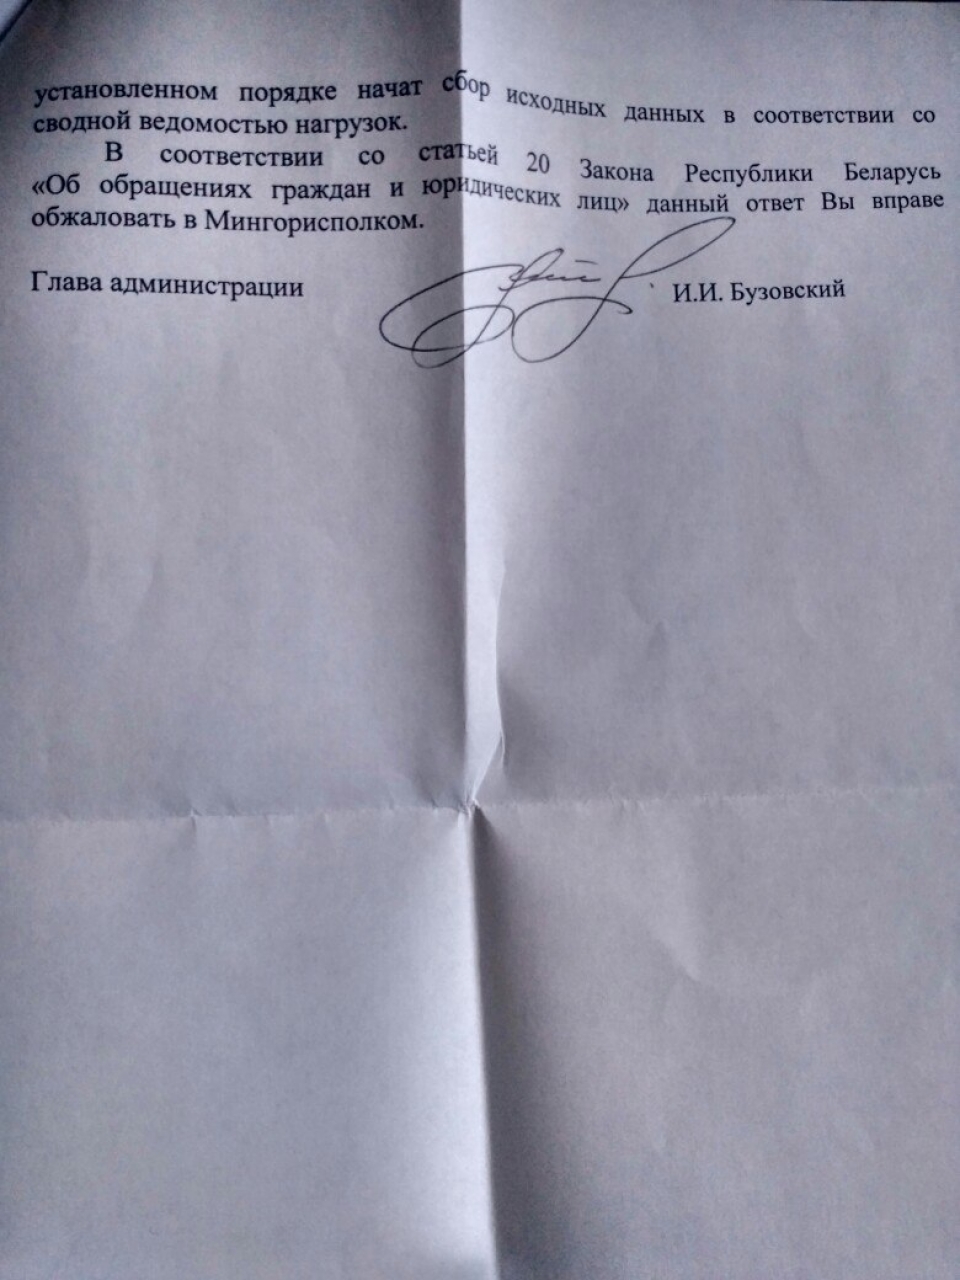 установленном порядке начат сбор исходных данных в соответствии со
сводной ведомостью нагрузок.
В соответствии со статьей 20 Закона Республики Беларусь
«Об обращениях граждан и юридических лиц» данный ответ Вы вправе
обжаловать в Мингорисполком.
Глава администрации И.И. Бузовский